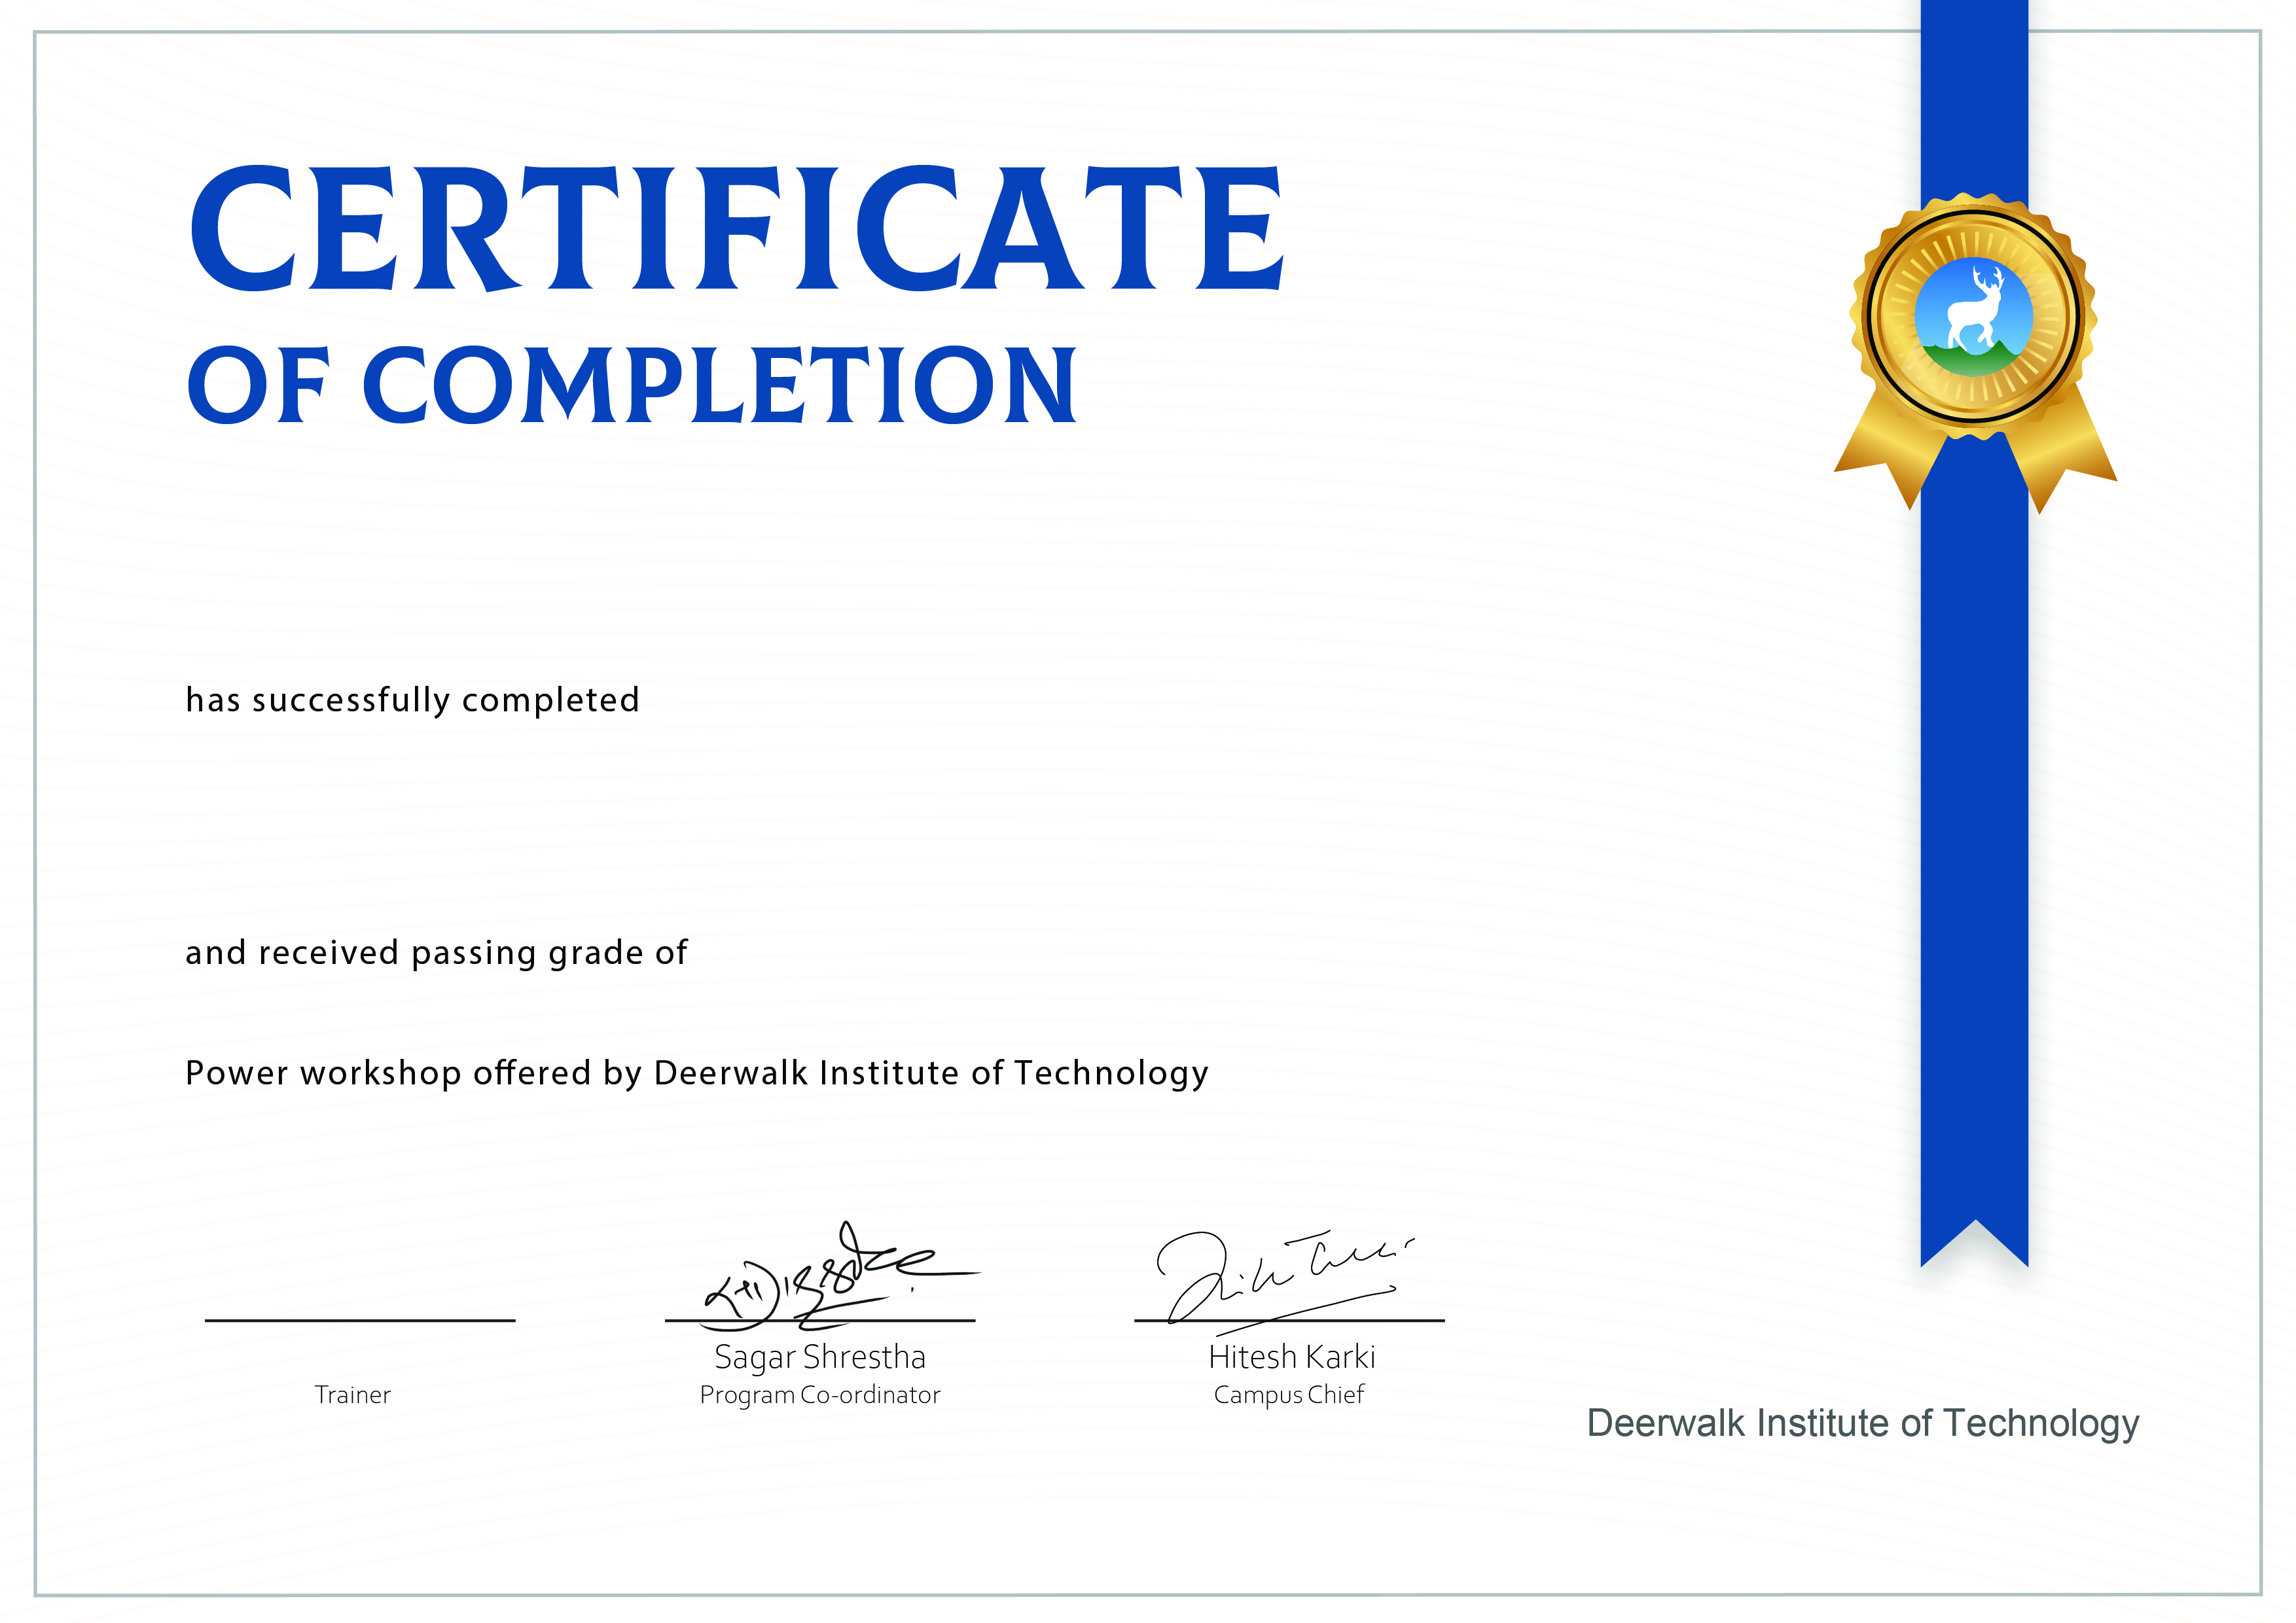 CERTIFICATE
OF COMPLETION
has successfully completed
and received passing grade of
Power workshop offered by Deerwalk Institute of Technology
Sagar Shrestha
Hitesh Karki
Trainer
Program Co-ordinator
Campus Chief
Deerwalk Institute of Technology